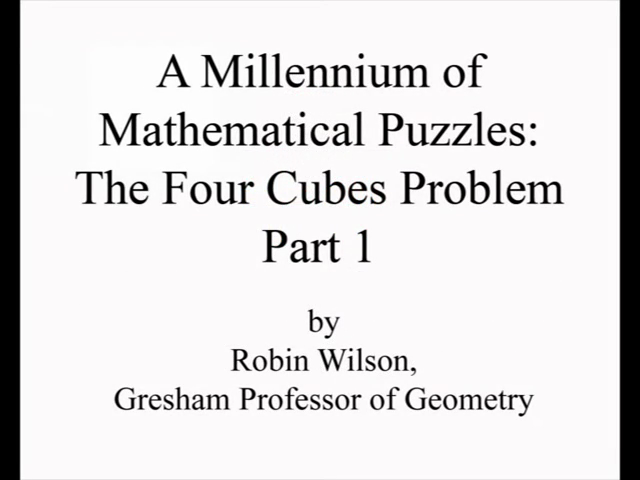 A Millennium of
Mathematical Puzzles:
The Four Cubes Problem
Part 1
by
Robin Wilson,
Gresham Professor of Geometry